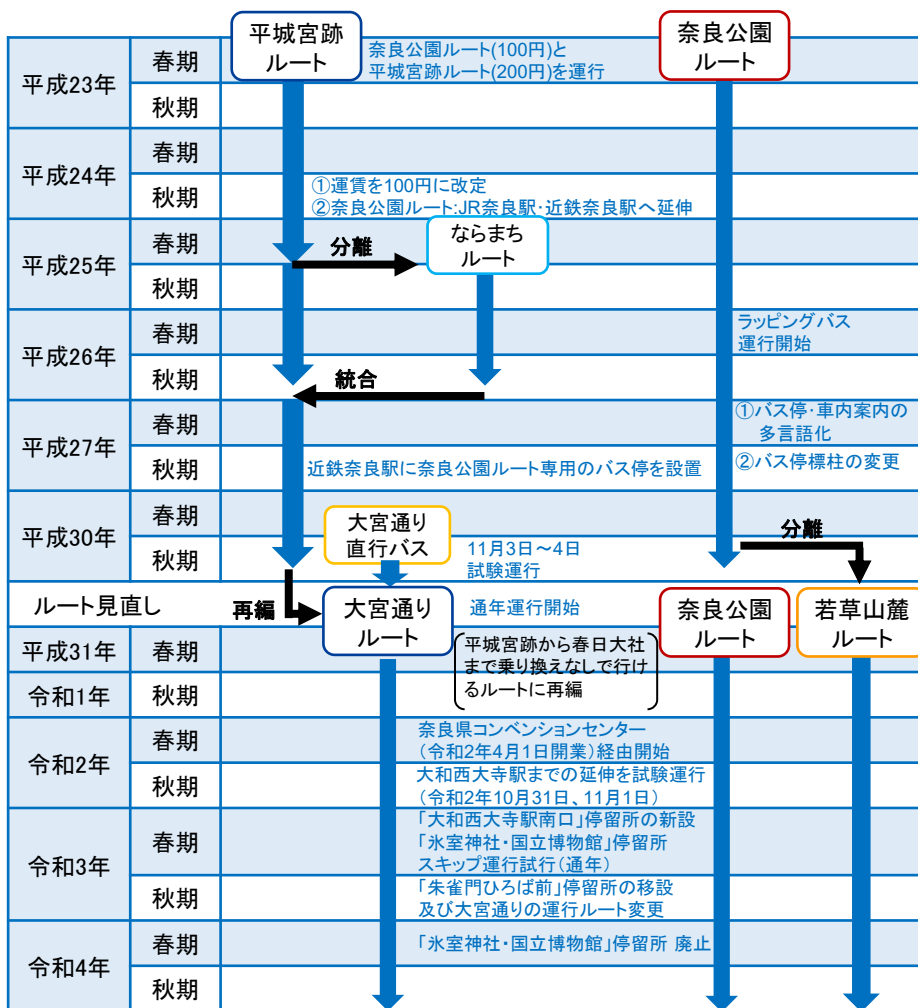 平城宮跡
ルート
奈良公園
ルート
平成23年
春期
奈良公園ルート(100円)と
平城宮跡ルート(200円)を運行
秋期
平成24年
春期
秋期
①運賃を100円に改定
②奈良公園ルート:JR奈良駅・近鉄奈良駅へ延伸
平成25年
春期
分離
ならまち
ルート
秋期
平成26年
春期
ラッピングバス
運行開始
秋期
統合
平成27年
春期
①バス停・車内案内の
多言語化
秋期
近鉄奈良駅に奈良公園ルート専用のバス停を設置
②バス停標柱の変更
平成30年
春期
大宮通り
直行バス
分離
秋期
11月3日～4日
試験運行
ルート見直し
再編
大宮通り
ルート
通年運行開始
奈良公園
ルート
若草山麓
ルート
平成31年
春期
平城宮跡から春日大社
まで乗り換えなしで行け
るルートに再編
令和1年
秋期
令和2年
春期
奈良県コンベンションセンター
(令和2年4月1日開業)経由開始
秋期
大和西大寺駅までの延伸を試験運行
(令和2年10月31日、11月1日)
令和3年
春期
「大和西大寺駅南口」停留所の新設
「氷室神社・国立博物館」停留所
スキップ運行試行(通年)
秋期
「朱雀門ひろば前」停留所の移設
及び大宮通りの運行ルート変更
令和4年
春期
「氷室神社・国立博物館」停留所 廃止
秋期